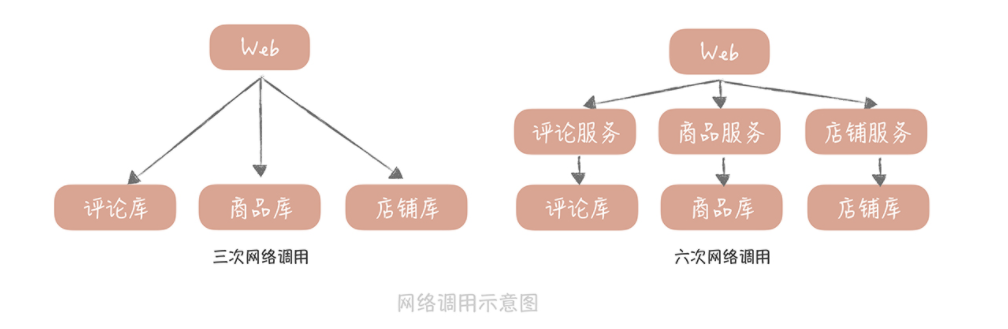 Web
评论库
商品库
店铺库
三次网络调用
Web
评论服务
商品服务
店铺服务
评论库
商品库
店铺库
六次网络调用
网络调用示意图